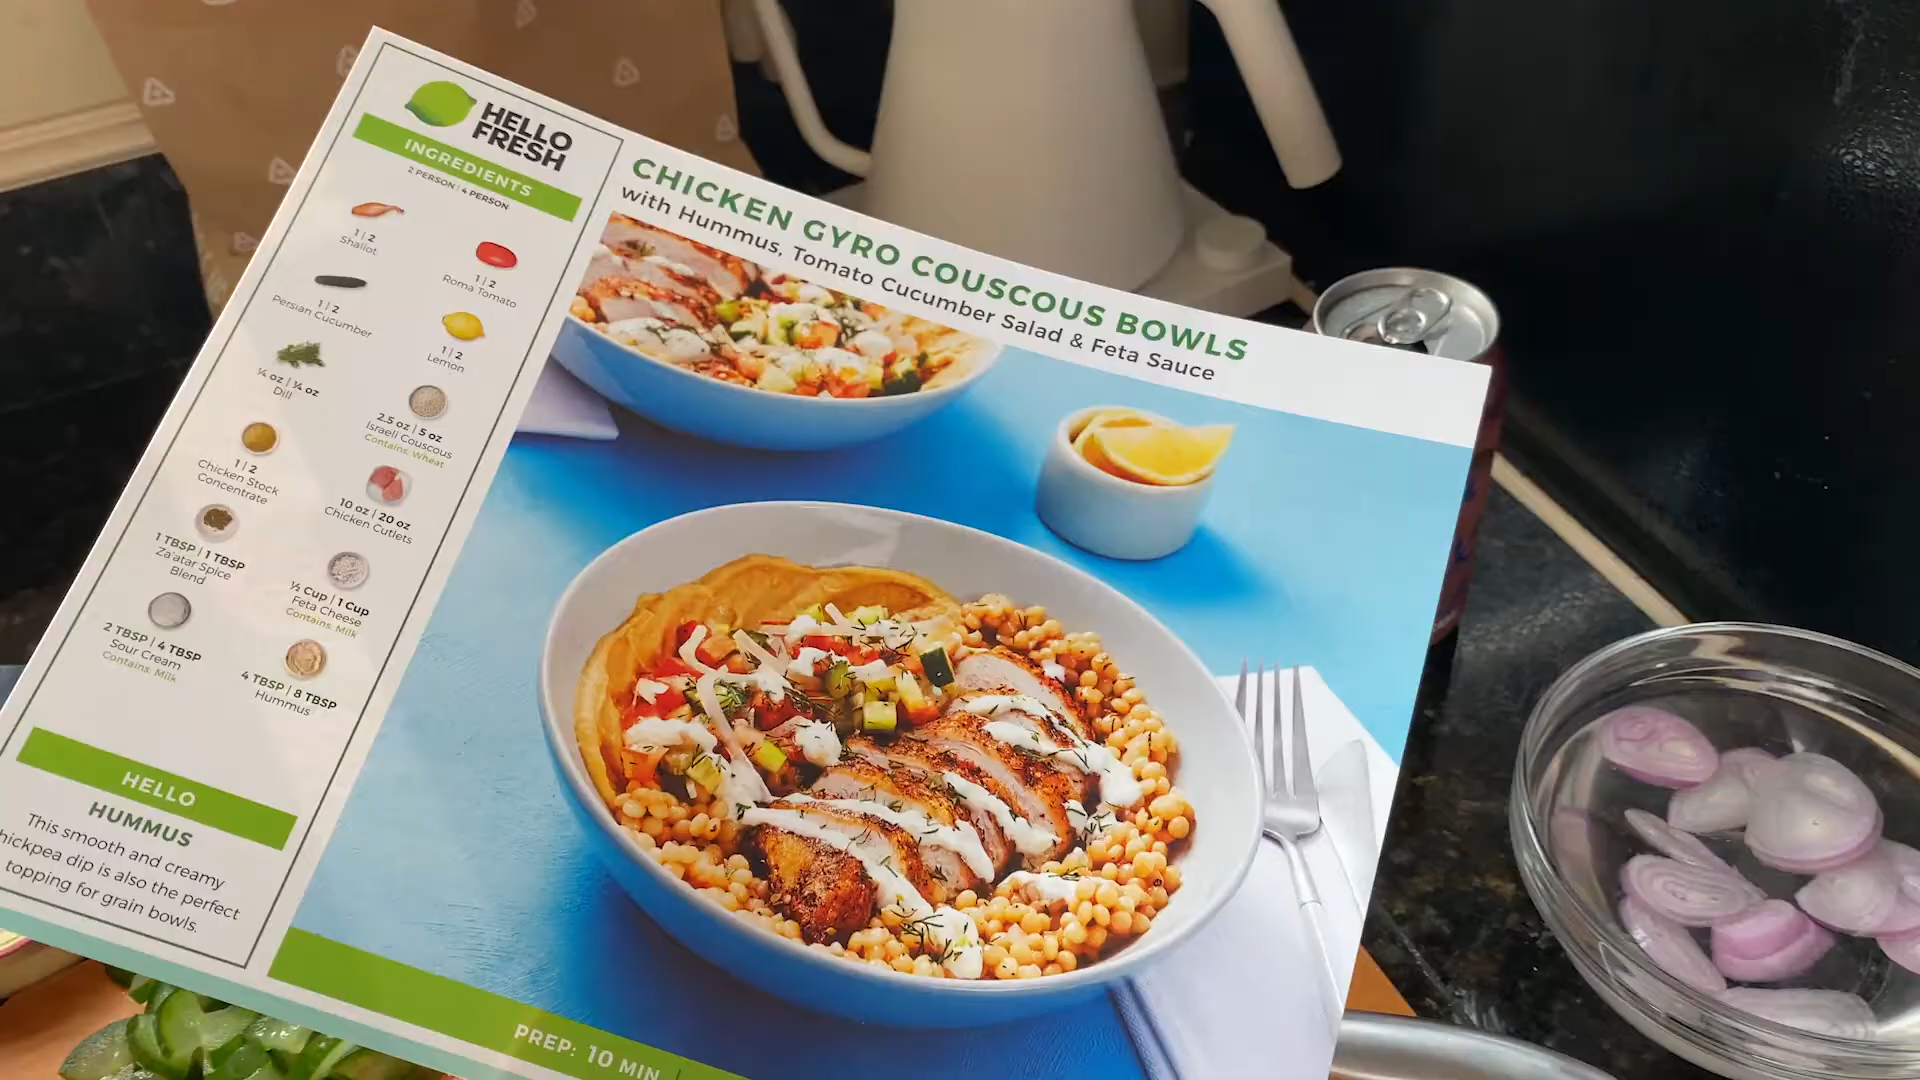 HELLO
FRESH
INGREDIENTS
2 PERSON | 4 PERSON
1 | 2
Shallot
1 | 2
Roma Tomato
1 | 2
Persian Cucumber
1 | 2
Lemon
¼ oz | ¼ oz
Dill
2.5 oz | 5 oz
Israeli Couscous
Contains: Wheat
1 | 2
Chicken Stock
Concentrate
10 oz | 20 oz
Chicken Cutlets
1 TBSP | 1 TBSP
Za'atar Spice
Blend
½ Cup | 1 Cup
Feta Cheese
Contains: Milk
2 TBSP | 4 TBSP
Sour Cream
Contains: Milk
4 TBSP | 8 TBSP
Hummus
HELLO
HUMMUS
This smooth and creamy
hickpea dip is also the perfect
topping for grain bowls.
CHICKEN GYRO COUSCOUS BOWLS
with Hummus, Tomato Cucumber Salad & Feta Sauce
PREP: 10 MIN |